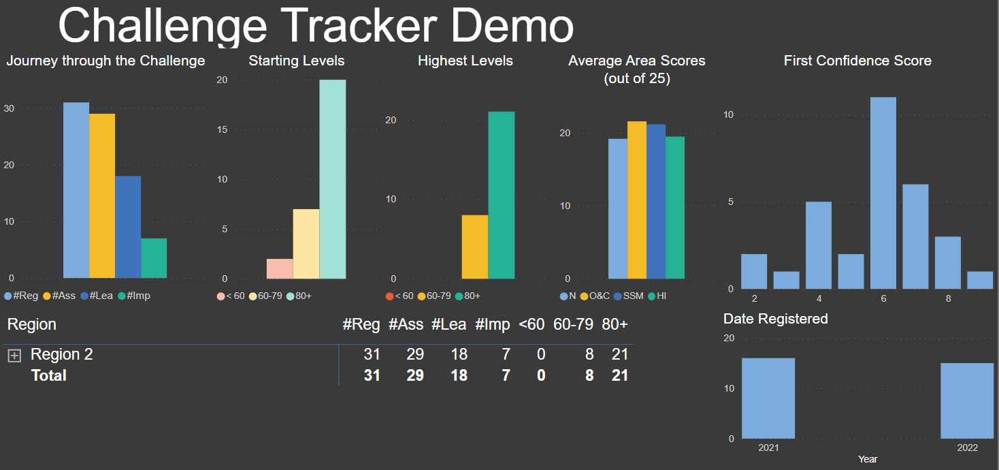 Challenge Tracker Demo
Journey through the Challenge
30
20
10
0
#Reg #Ass #Lea #Imp
Starting Levels
20
15
10
5
0
< 60 60-79 80+
Highest Levels
20
10
0
< 60 60-79 80+
Average Area Scores
(out of 25)
20
10
0
N O&C SSM HI
First Confidence Score
10
5
0
2 4 6 8
Region #Reg #Ass #Lea #Imp <60 60-79 80+
Region 2 31 29 18 7 0 8 21
Total 31 29 18 7 0 8 21
Date Registered
20
10
0
2021 2022
Year